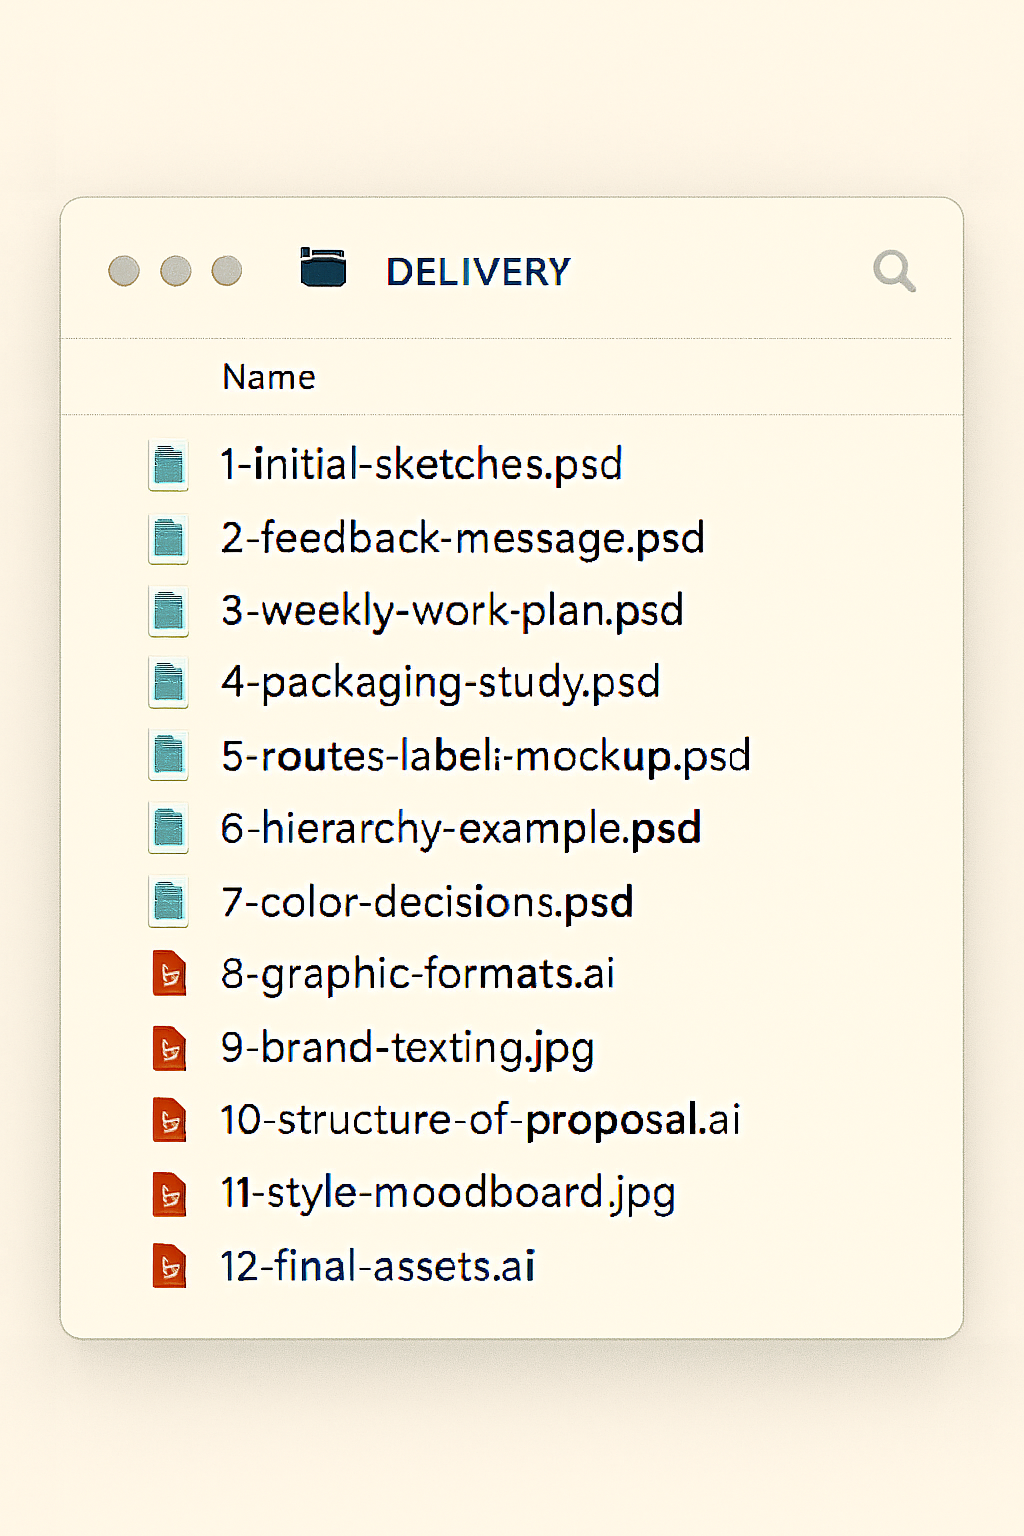 DELIVERY
Name
1-initial-sketches.psd
2-feedback-message.psd
3-weekly-work-plan.psd
4-packaging-study.psd
5-routes-label:-mockup.psd
6-hierarchy-example.psd
7-color-decisions.psd
8-graphic-formats.ai
9-brand-texting.jpg
10-structure-of-proposal.ai
11-style-moodboard.jpg
12-final-assets.ai